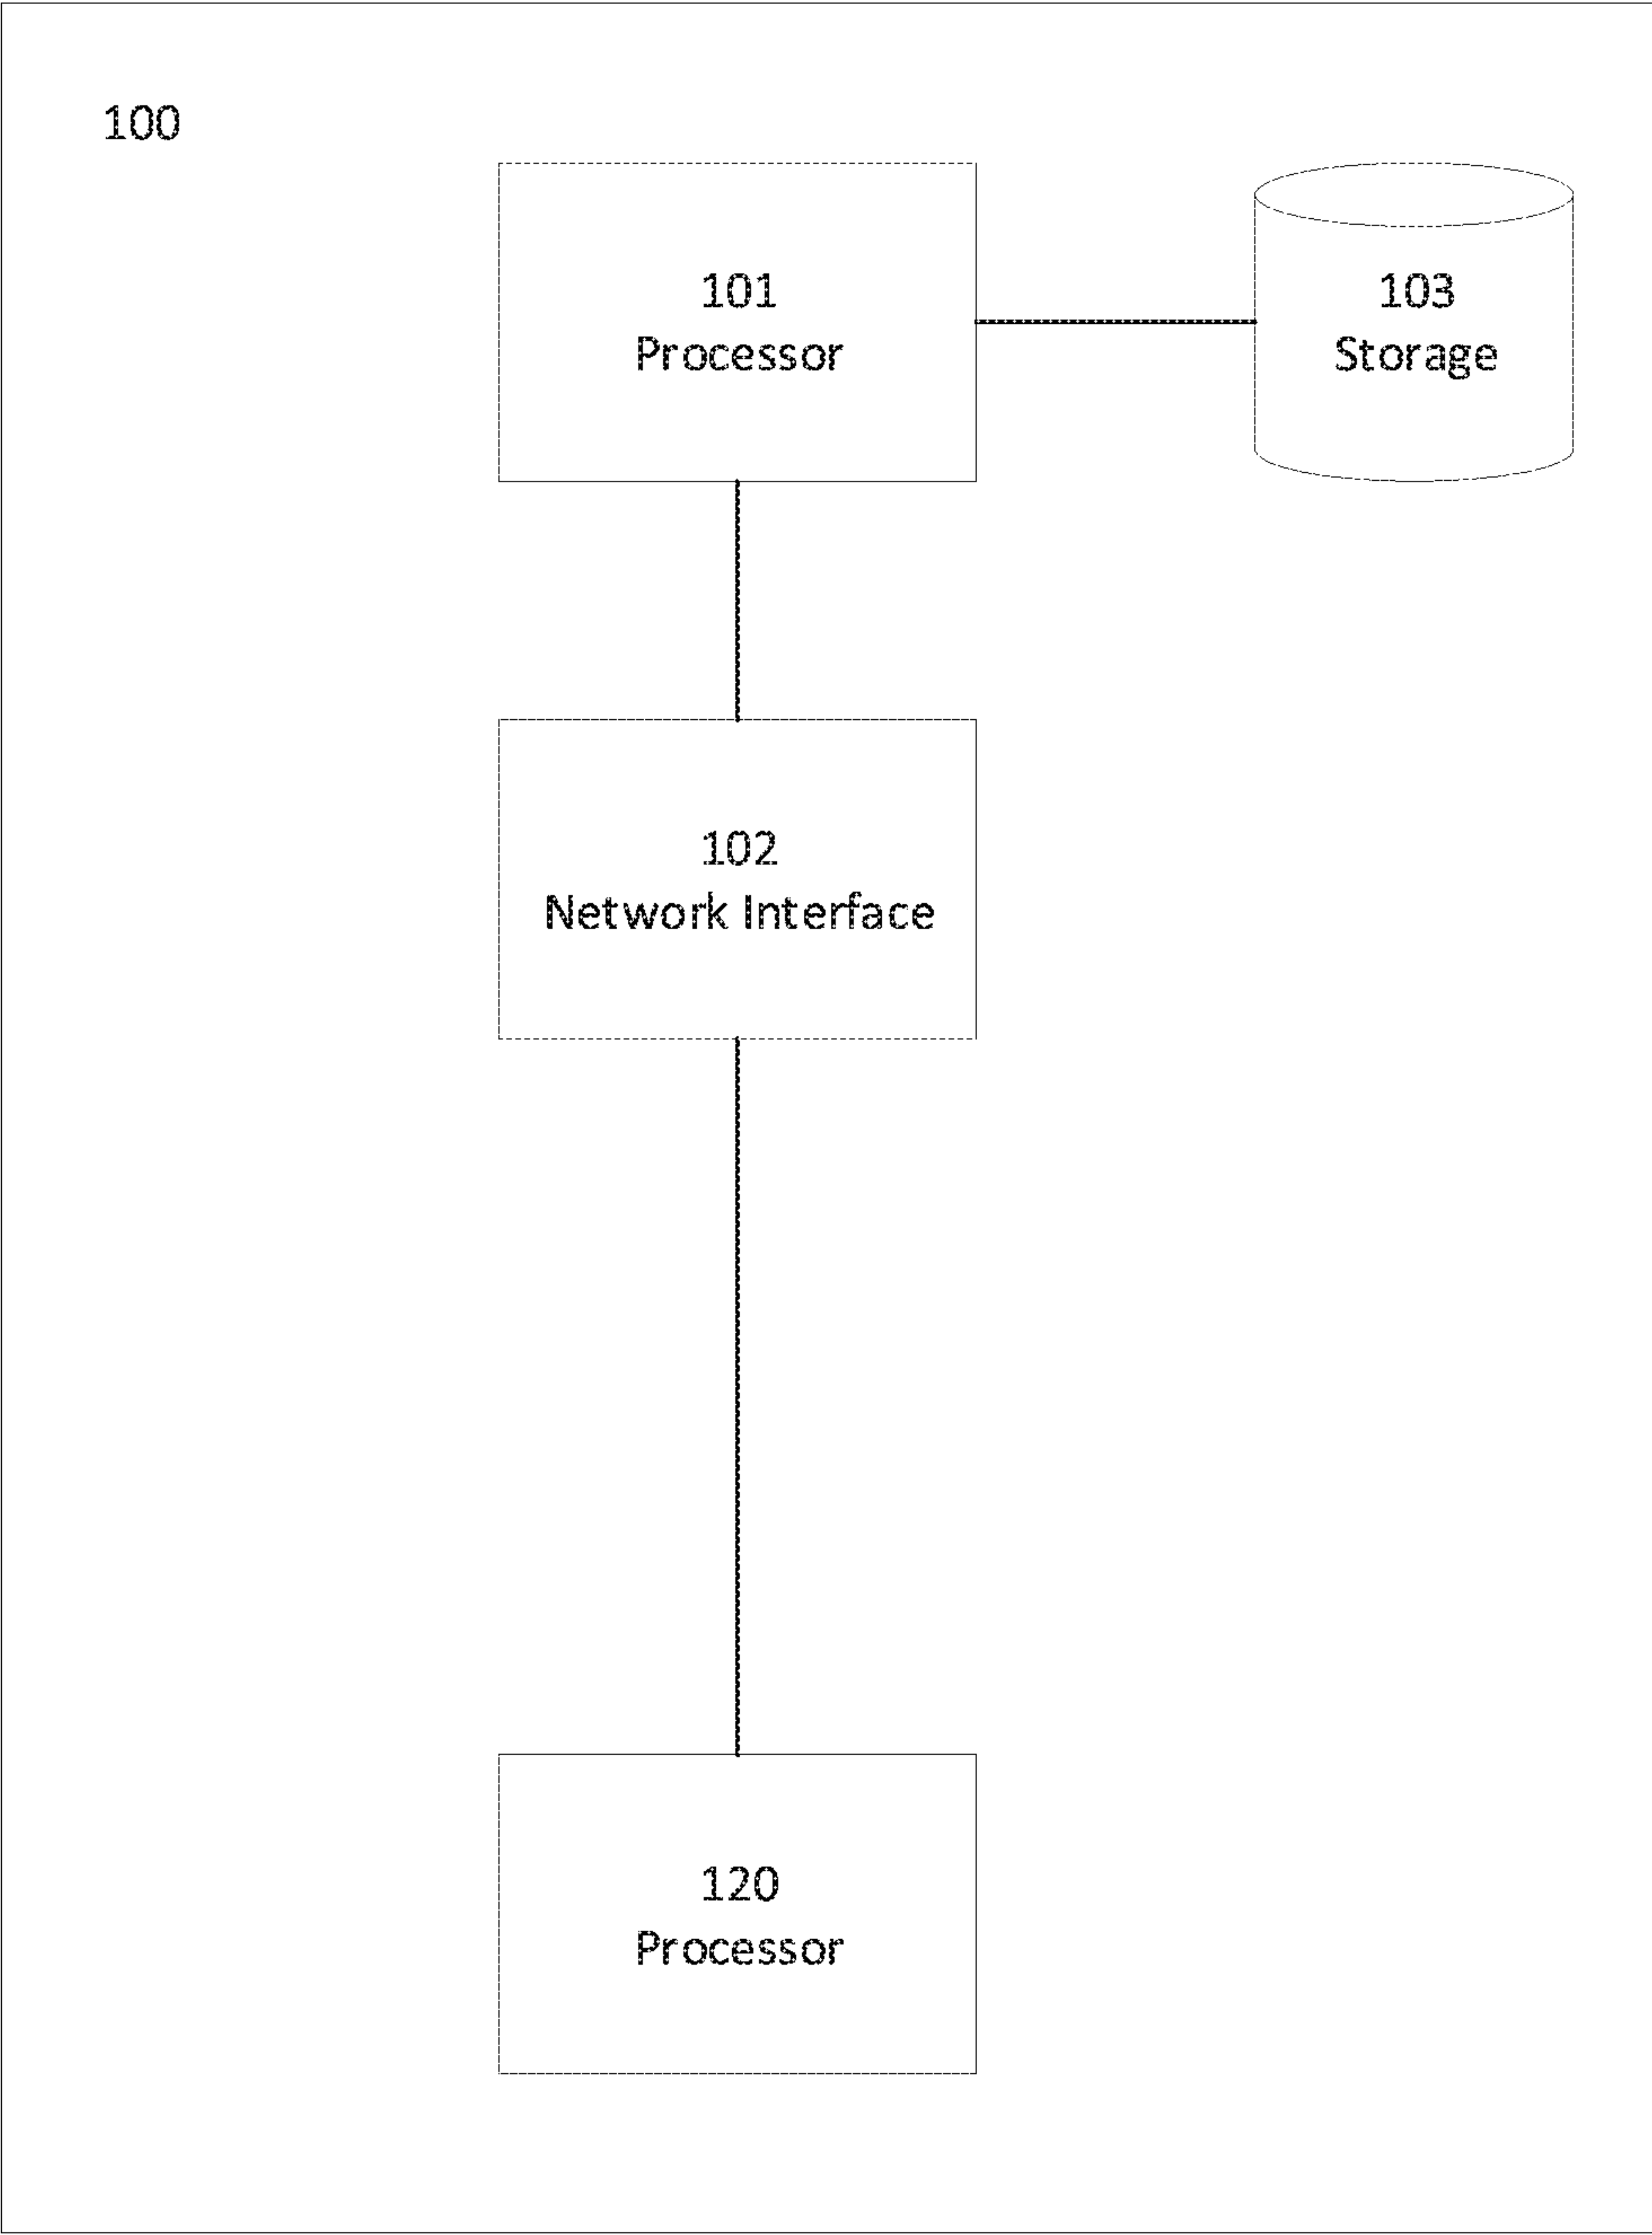 100
101
Processor
103
Storage
102
Network Interface
120
Processor